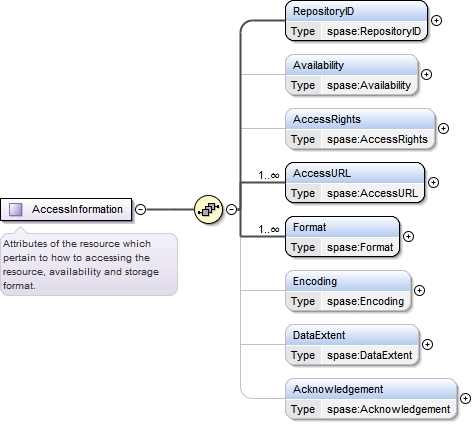 RepositoryID
Type spase:RepositoryID
Availability
Type spase:Availability
AccessRights
Type spase:AccessRights
1..∞
AccessURL
Type spase:AccessURL
AccessInformation
Attributes of the resource which
pertain to how to accessing the
resource, availability and storage
format.
1..∞
Format
Type spase:Format
Encoding
Type spase:Encoding
DataExtent
Type spase:DataExtent
Acknowledgement
Type spase:Acknowledgement